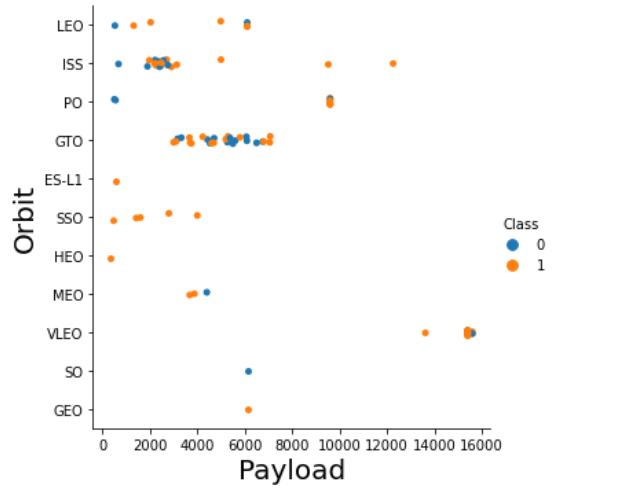 LEO
ISS
PO
GTO
ES-L1
SSO
HEO
MEO
VLEO
SO
GEO
Orbit
0 2000 4000 6000 8000 10000 12000 14000 16000
Payload
Class
0
1